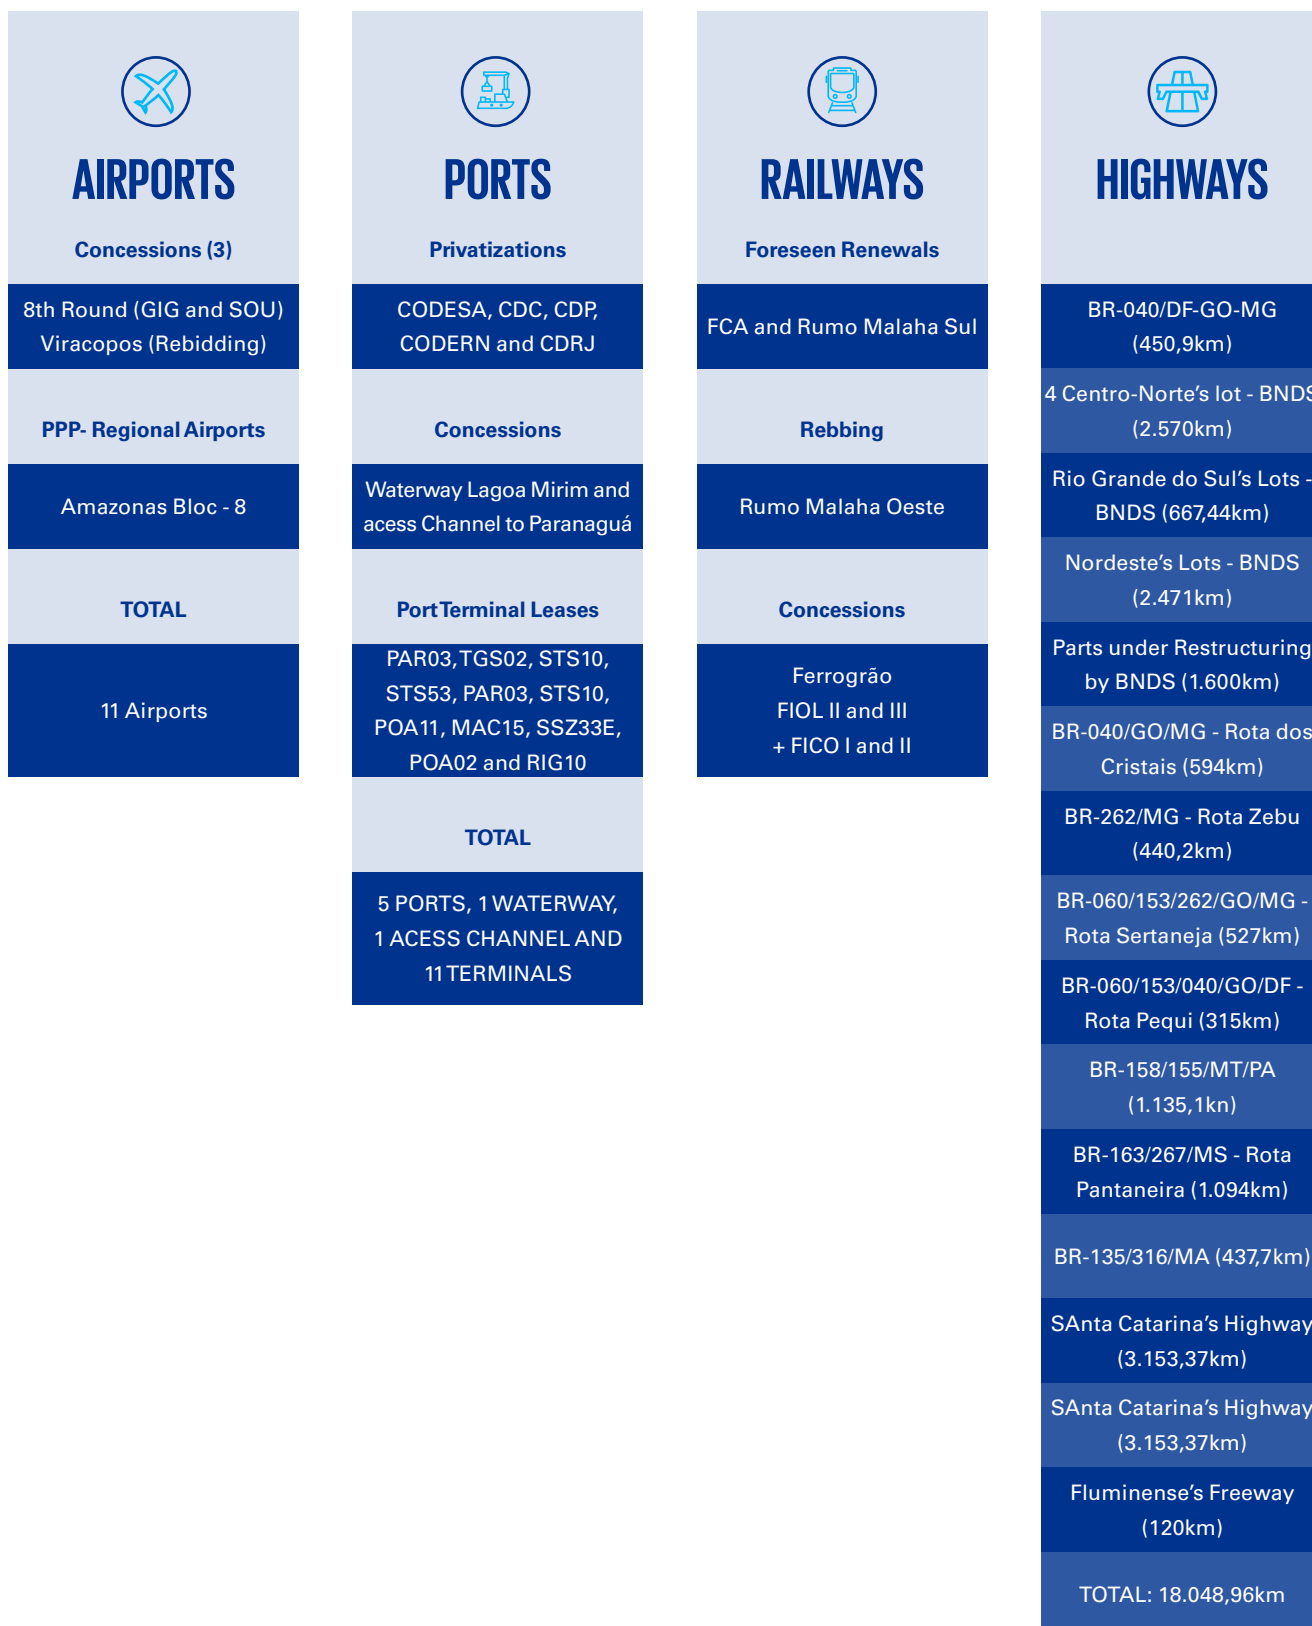 AIRPORTS
Concessions (3)
8th Round (GIG and SOU)
Viracopos (Rebidding)
PPP- Regional Airports
Amazonas Bloc - 8
TOTAL
11 Airports
PORTS
Privatizations
CODESA, CDC, CDP,
CODERN and CDRJ
Concessions
Waterway Lagoa Mirim and
acess Channel to Paranaguá
Port Terminal Leases
PAR03, TGS02, STS10,
STS53, PAR03, STS10,
POA11, MAC15, SSZ33E,
POA02 and RIG10
TOTAL
5 PORTS, 1 WATERWAY,
1 ACESS CHANNEL AND
11 TERMINALS
RAILWAYS
Foreseen Renewals
FCA and Rumo Malaha Sul
Rebbing
Rumo Malaha Oeste
Concessions
Ferrogrão
FIOL II and III
+ FICO I and II
HIGHWAYS
BR-040/DF-GO-MG
(450,9km)
4 Centro-Norte’s lot - BNDS
(2.570km)
Rio Grande do Sul’s Lots -
BNDS (667,44km)
Nordeste’s Lots - BNDS
(2.471km)
Parts under Restructuring
by BNDS (1.600km)
BR-040/GO/MG - Rota dos
Cristais (594km)
BR-262/MG - Rota Zebu
(440,2km)
BR-060/153/262/GO/MG -
Rota Sertaneja (527km)
BR-060/153/040/GO/DF -
Rota Pequi (315km)
BR-158/155/MT/PA
(1.135,1kn)
BR-163/267/MS - Rota
Pantaneira (1.094km)
BR-135/316/MA (437,7km)
SAnta Catarina’s Highway
(3.153,37km)
SAnta Catarina’s Highway
(3.153,37km)
Fluminense’s Freeway
(120km)
TOTAL: 18.048,96km